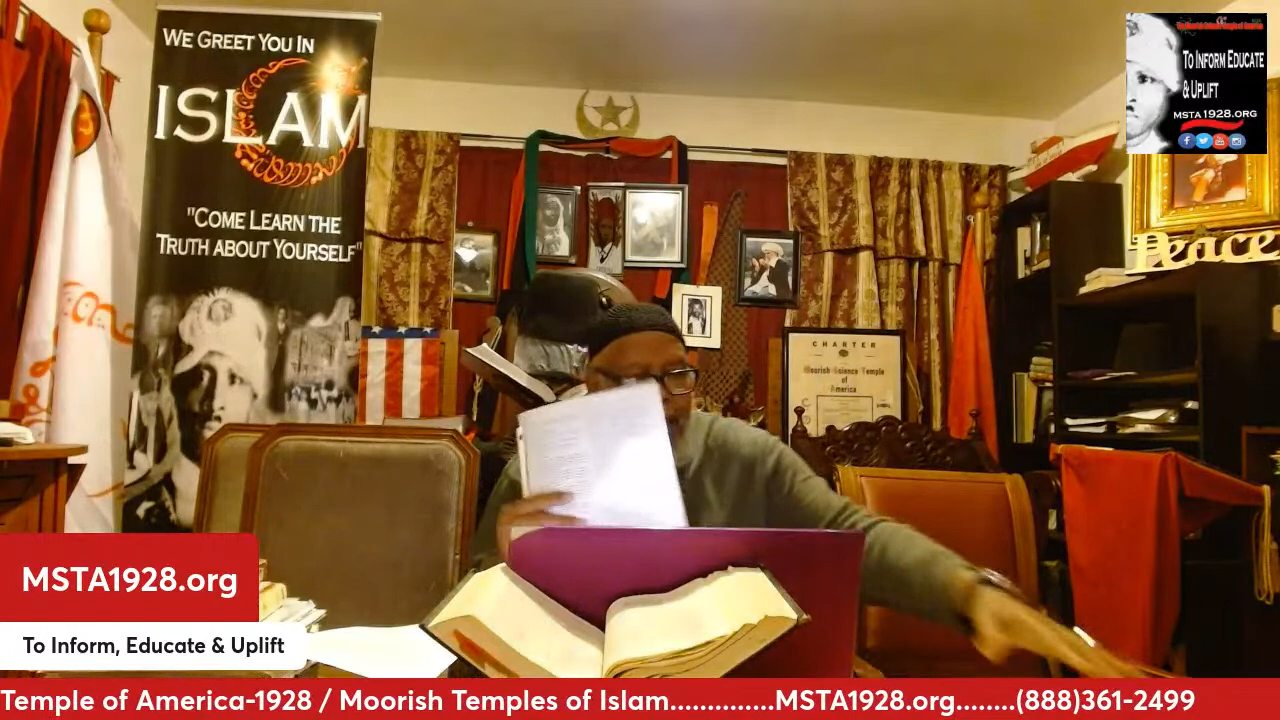 WE GREET YOU IN
ISLAM
"COME LEARN THE
TRUTH ABOUT YOURSELF"
TO INFORM EDUCATE
& UPLIFT
MSTA 1928.ORG
Peace
CHARTER
Moorish Science Temple
of
America
MSTA1928.org
To Inform, Educate & Uplift
Temple of America-1928 / Moorish Temples of Islam..............MSTA1928.org........(888)361-2499